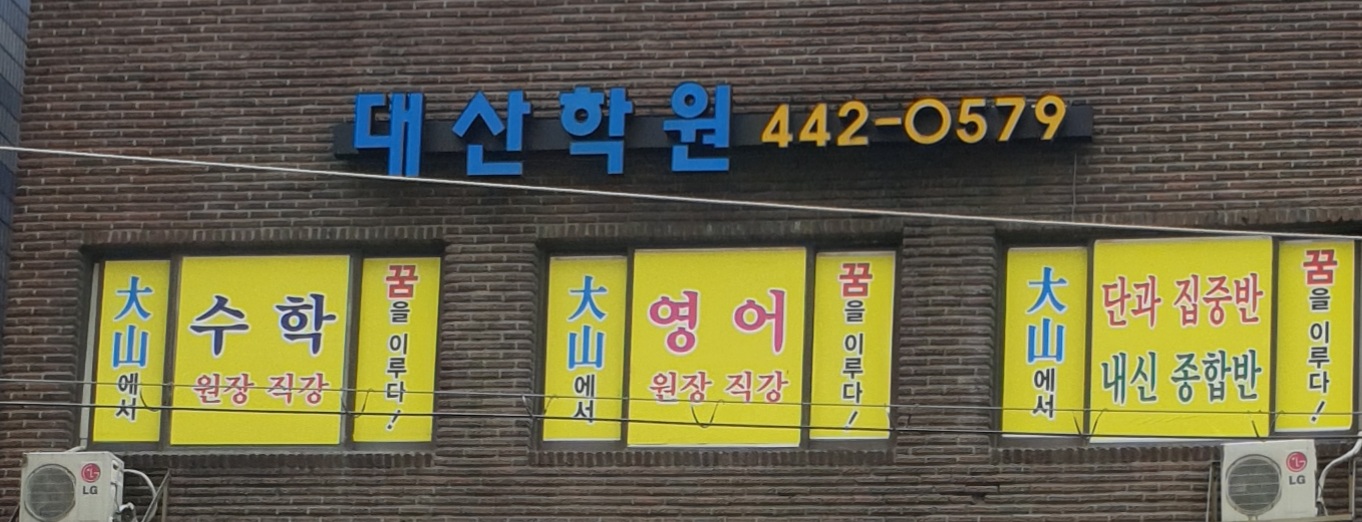 대산학원 442-0579
大山에서
수학
원장 직강
꿈을 이루다!
大山에서
영어
원장 직강
꿈을 이루다!
大山에서
단과 집중반
내신 종합반
꿈을 이루다!
LG
LG